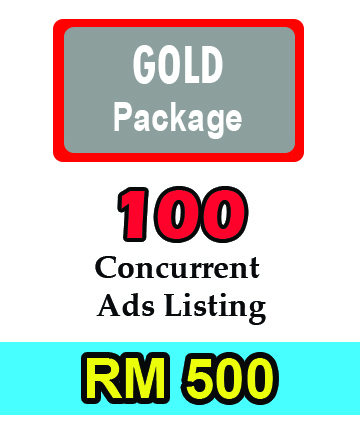 GOLD
Package
100
Concurrent
Ads Listing
RM 500